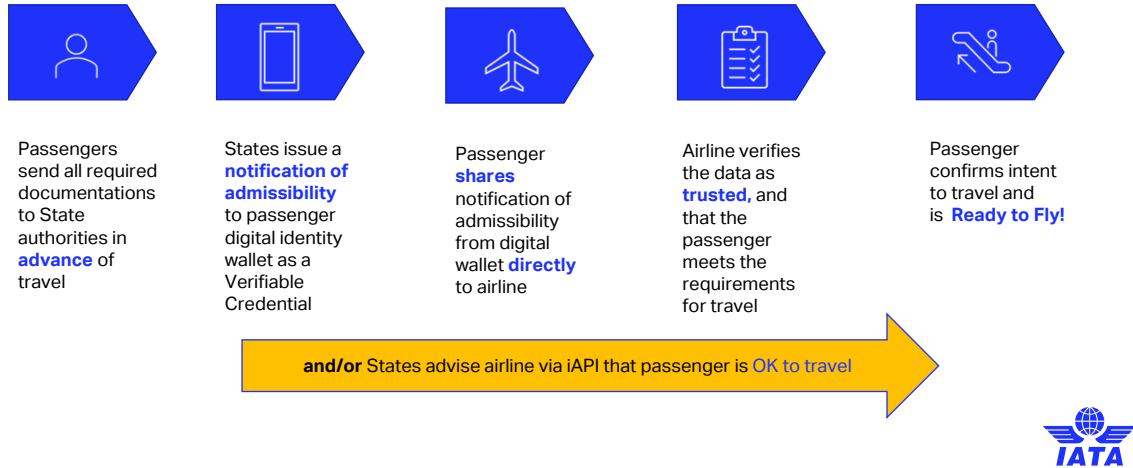 Passengers
send all required
documentations
to State
authorities in
advance of
travel
States issue a
notification of
admissibility
to passenger
digital identity
wallet as a
Verifiable
Credential
Passenger
shares
notification of
admissibility
from digital
wallet directly
to airline
Airline verifies
the data as
trusted, and
that the
passenger
meets the
requirements
for travel
Passenger
confirms intent
to travel and
is Ready to Fly!
and/or States advise airline via iAPI that passenger is OK to travel
IATA